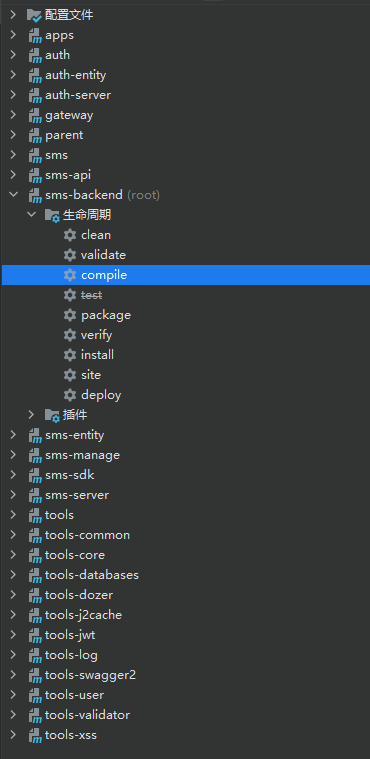 配置文件
apps
auth
auth-entity
auth-server
gateway
parent
sms
sms-api
sms-backend (root)
生命周期
clean
validate
compile
test
package
verify
install
site
deploy
插件
sms-entity
sms-manage
sms-sdk
sms-server
tools
tools-common
tools-core
tools-databases
tools-dozer
tools-j2cache
tools-jwt
tools-log
tools-swagger2
tools-user
tools-validator
tools-xss